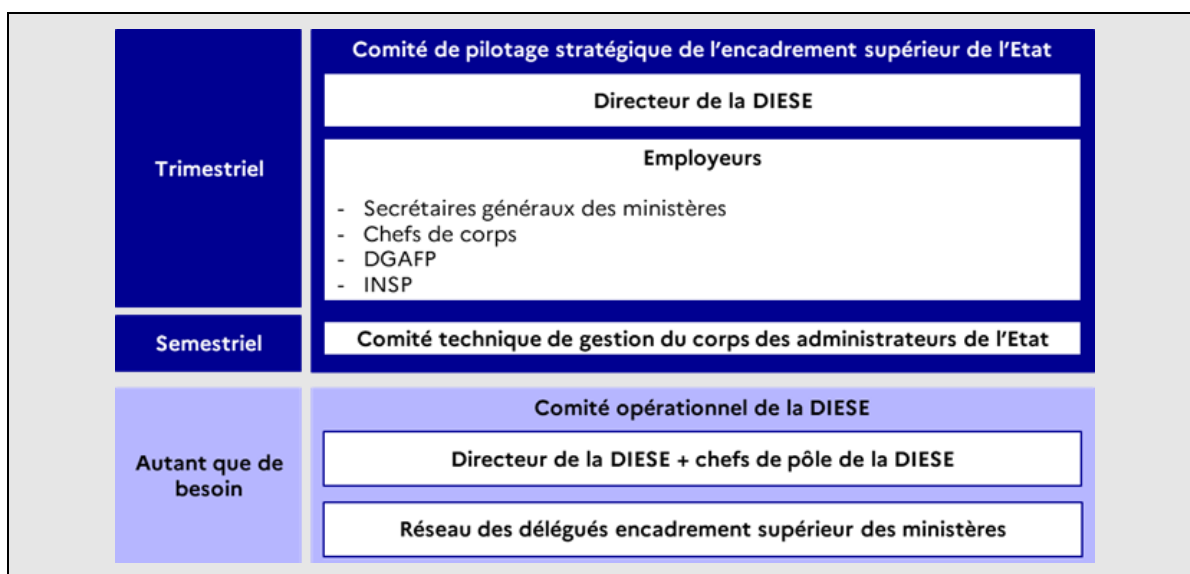 Comité de pilotage stratégique de l'encadrement supérieur de l'Etat
Directeur de la DIESE
Trimestriel
Employeurs
- Secrétaires généraux des ministères
- Chefs de corps
- DGAFP
- INSP
Semestriel
Comité technique de gestion du corps des administrateurs de l'Etat
Autant que de
besoin
Comité opérationnel de la DIESE
Directeur de la DIESE + chefs de pôle de la DIESE
Réseau des délégués encadrement supérieur des ministères